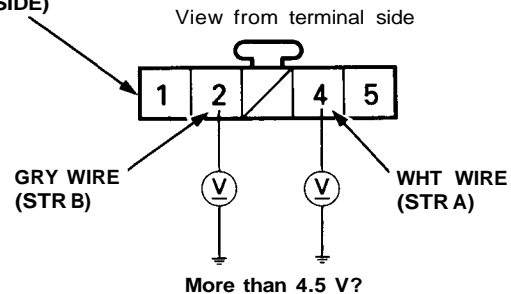 SIDE)
View from terminal side
1 2 4 5
V V
GRY WIRE
(STR B)
WHT WIRE
(STR A)
More than 4.5 V?